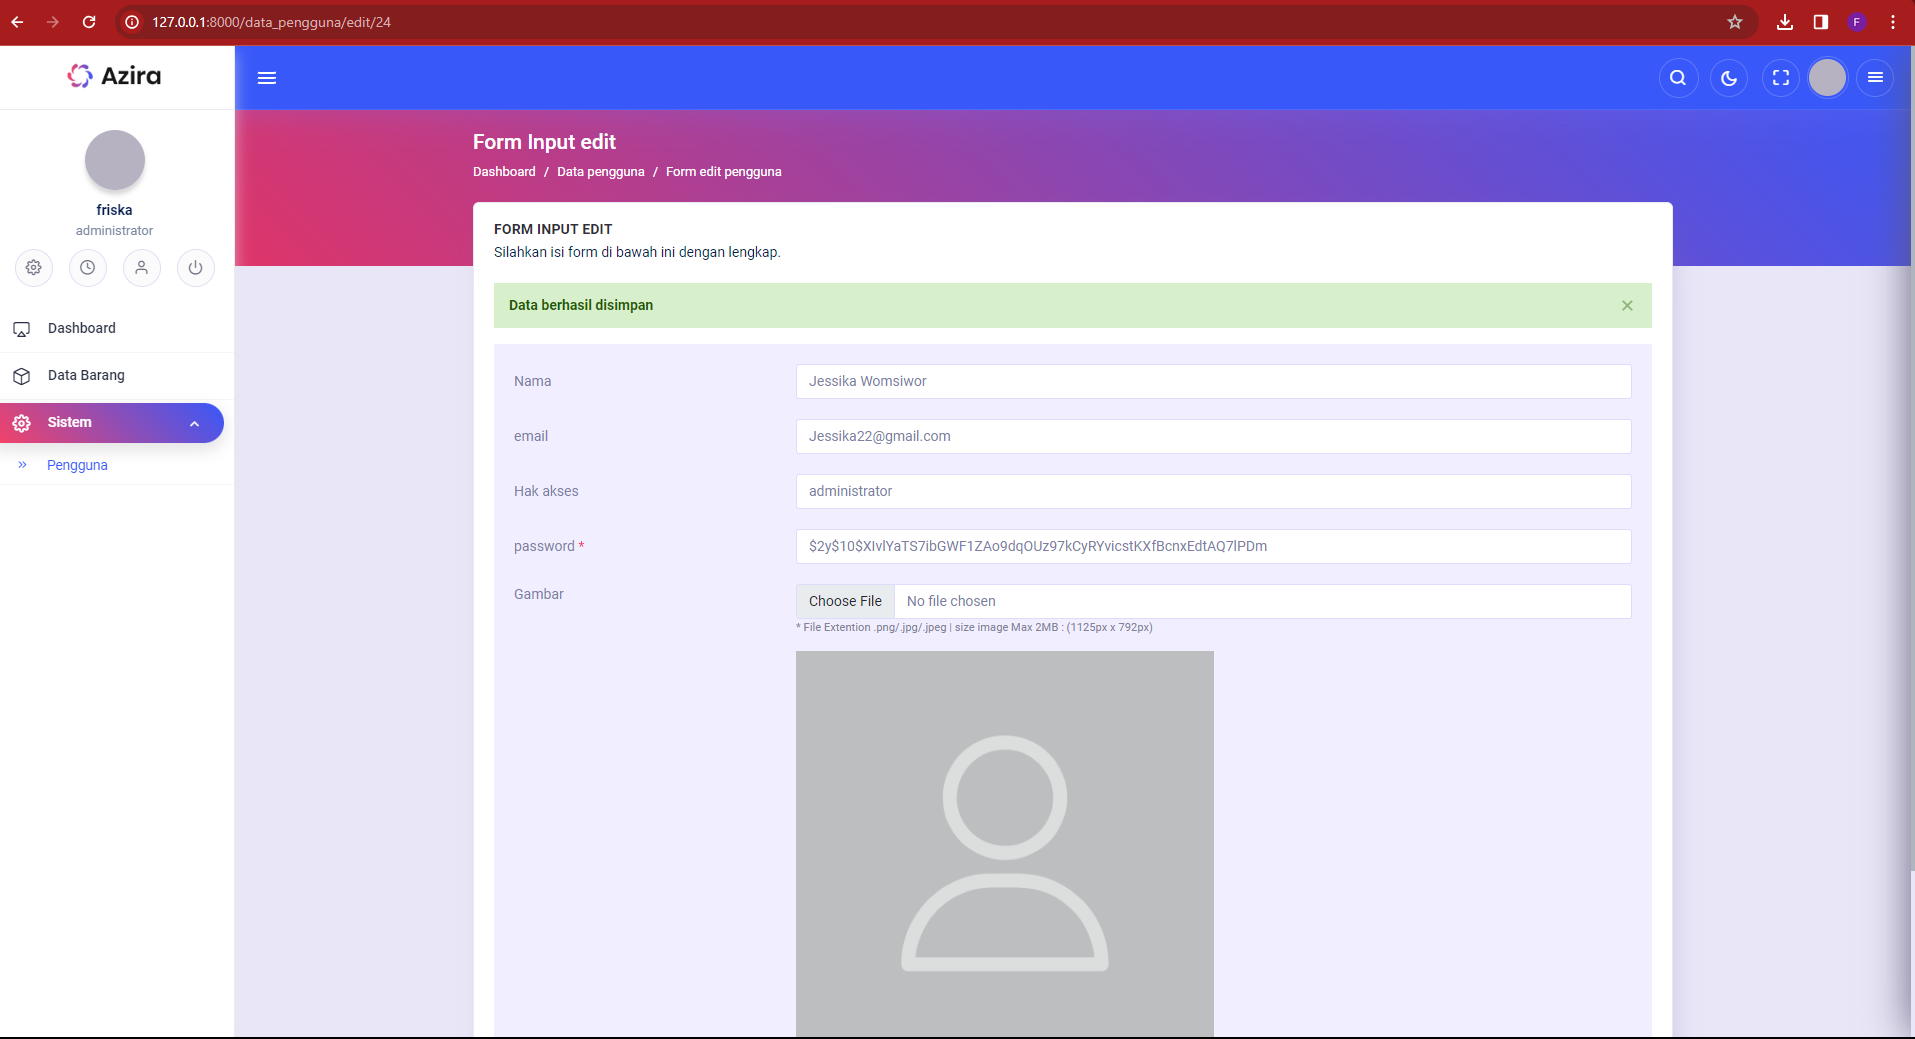 127.0.0.1:8000/data_pengguna/edit/24
F
Azira
friska
administrator
Dashboard
Data Barang
Sistem
Pengguna
Form Input edit
Dashboard / Data pengguna / Form edit pengguna
FORM INPUT EDIT
Silahkan isi form di bawah ini dengan lengkap.
Data berhasil disimpan
Nama
Jessika Womsiwor
email
Jessika22@gmail.com
Hak akses
administrator
password *
$2y$10$XIvlYaTS7ibGWF1ZAo9dqOUz97kCyRYvicstKXfBcnxEdtAQ7lPDm
Gambar
Choose File No file chosen
* File Extention .png/.jpg/.jpeg | size image Max 2MB : (1125px x 792px)